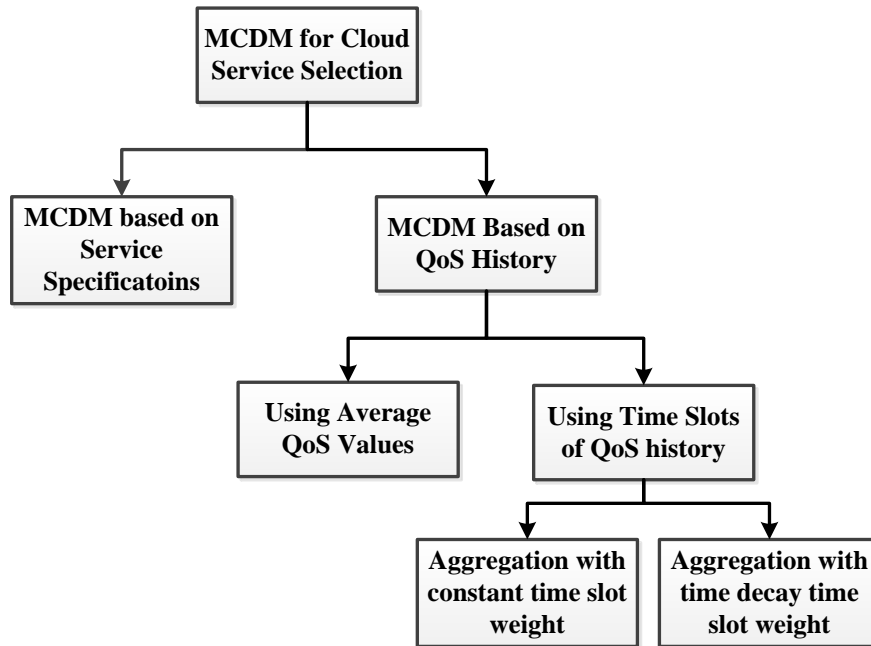 MCDM for Cloud
Service Selection
MCDM based on
Service
Specificatoins
MCDM Based on
QoS History
Using Average
QoS Values
Using Time Slots
of QoS history
Aggregation with
constant time slot
weight
Aggregation with
time decay time
slot weight